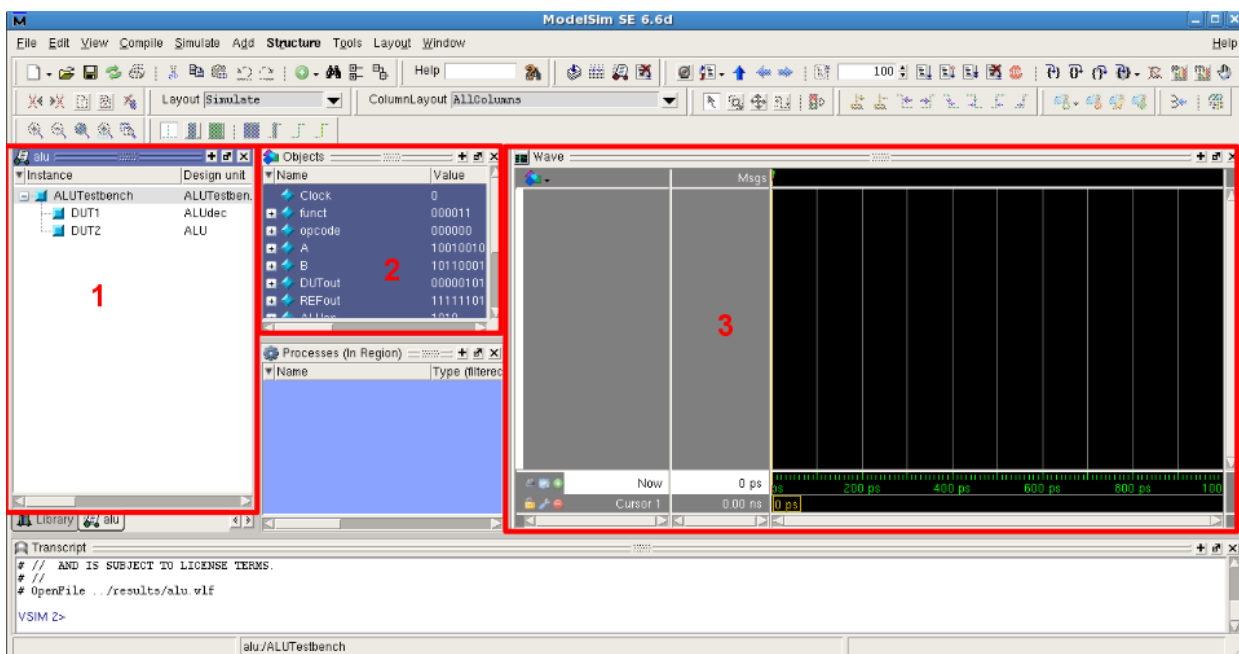 ModelSim SE 6.6d
File Edit View Compile Simulate Add Structure Tools Layout Window Help
Help 100
Layout Simulate ColumnLayout AllColumns
alu
Instance Design unit
ALUTestbench ALUTestben
DUT1 ALUdec
DUT2 ALU
1
Library alu
Objects
Name Value
Clock 0
funct 000011
opcode 000000
A 10010010
B 10110001
DUTout 00000101
REFout 11111101
2
Processes (In Region)
Name Type (filterec
Wave
Msgs
3
Now 0 ps
ps 200 ps 400 ps 600 ps 800 ps 100
Cursor 1 0.00 ns 0 ps
Transcript
# // AND IS SUBJECT TO LICENSE TERMS.
# //
# OpenFile ../results/alu.wlf
VSIM 2>
alu:/ALUTestbench